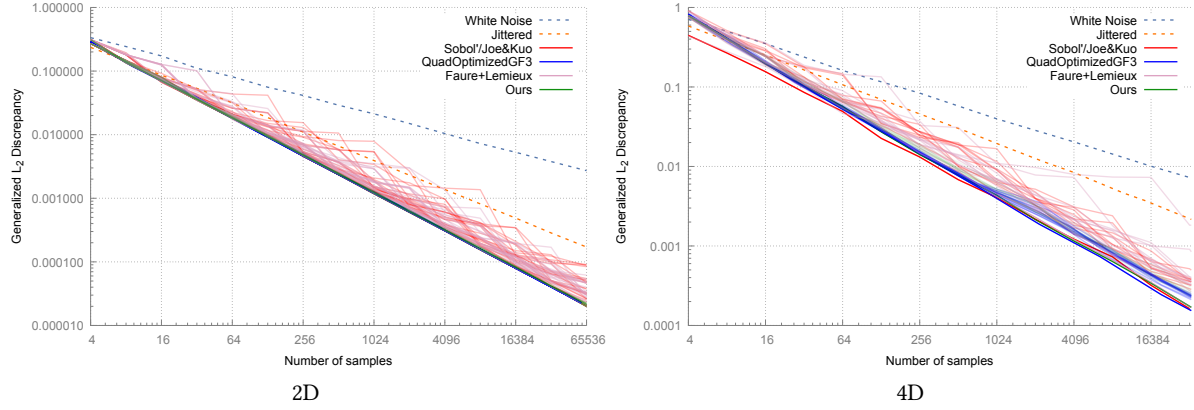 1.000000
0.100000
0.010000
0.001000
0.000100
0.000010
Generalized L₂ Discrepancy
White Noise
Jittered
Sobol'/Joe&Kuo
QuadOptimizedGF3
Faure+Lemieux
Ours
4 16 64 256 1024 4096 16384 65536
Number of samples
2D
1
0.1
0.01
0.001
0.0001
Generalized L₂ Discrepancy
White Noise
Jittered
Sobol'/Joe&Kuo
QuadOptimizedGF3
Faure+Lemieux
Ours
4 16 64 256 1024 4096 16384
Number of samples
4D